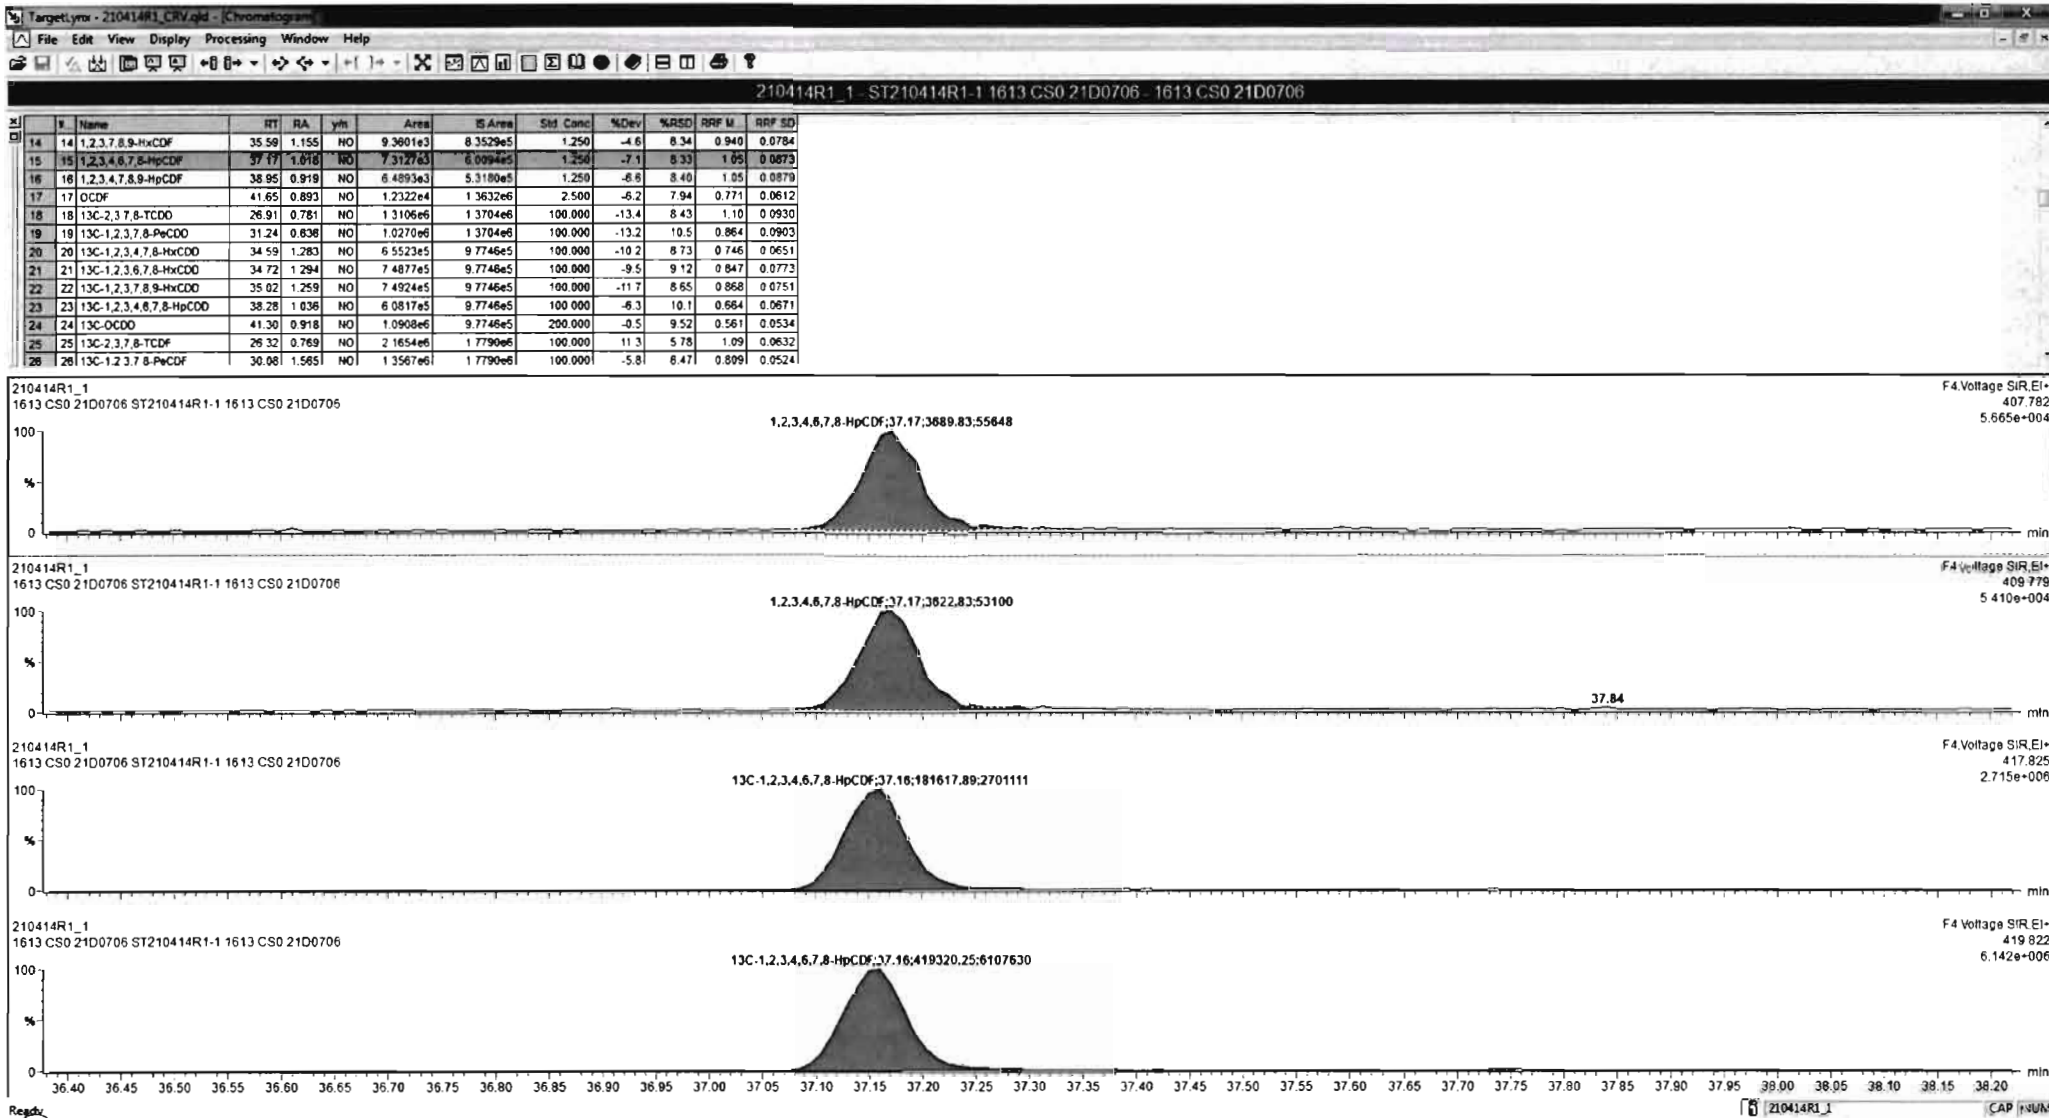 TargetLynx - 210414R1_CRV.qld - [Chromatogram]
File Edit View Display Processing Window Help
210414R1_1 - ST210414R1-1 1613 CS0 21D0706 - 1613 CS0 21D0706
# Name RT RA y/n Area IS Area Std. Conc %Dev %RSD RRF M... RRF SD
14 14 1,2,3,7,8,9-HxCDF 35.59 1.155 NO 9.3601e3 8.3529e5 1.250 -4.6 8.34 0.940 0.0784
15 15 1,2,3,4,6,7,8-HpCDF 37.17 1.018 NO 7.3127e3 6.0094e5 1.250 -7.1 8.33 1.05 0.0873
16 16 1,2,3,4,7,8,9-HpCDF 38.95 0.919 NO 6.4893e3 5.3180e5 1.250 -6.6 8.40 1.05 0.0879
17 17 OCDF 41.65 0.893 NO 1.2322e4 1.3632e6 2.500 -6.2 7.94 0.771 0.0612
18 18 13C-2,3,7,8-TCDD 26.91 0.781 NO 1.3106e6 1.3704e6 100.000 -13.4 8.43 1.10 0.0930
19 19 13C-1,2,3,7,8-PeCDD 31.24 0.636 NO 1.0270e6 1.3704e6 100.000 -13.2 10.5 0.864 0.0903
20 20 13C-1,2,3,4,7,8-HxCDD 34.59 1.283 NO 6.5523e5 9.7746e5 100.000 -10.2 8.73 0.746 0.0651
21 21 13C-1,2,3,6,7,8-HxCDD 34.72 1.294 NO 7.4877e5 9.7746e5 100.000 -9.5 9.12 0.847 0.0773
22 22 13C-1,2,3,7,8,9-HxCDD 35.02 1.259 NO 7.4924e5 9.7746e5 100.000 -11.7 8.65 0.868 0.0751
23 23 13C-1,2,3,4,6,7,8-HpCDD 38.28 1.036 NO 6.0817e5 9.7746e5 100.000 -6.3 10.1 0.664 0.0671
24 24 13C-OCDD 41.30 0.918 NO 1.0908e6 9.7746e5 200.000 -0.5 9.52 0.561 0.0534
25 25 13C-2,3,7,8-TCDF 26.32 0.769 NO 2.1654e6 1.7790e6 100.000 11.3 5.78 1.09 0.0632
26 26 13C-1,2,3,7,8-PeCDF 30.08 1.565 NO 1.3567e6 1.7790e6 100.000 -5.8 6.47 0.809 0.0524
210414R1_1 F4:Voltage SIR,EI+
1613 CS0 21D0706 ST210414R1-1 1613 CS0 21D0706 407.782
5.665e+004
1,2,3,4,6,7,8-HpCDF;37.17;3689.83;55648
100
%
0 min
210414R1_1 F4:Voltage SIR,EI+
1613 CS0 21D0706 ST210414R1-1 1613 CS0 21D0706 409.779
5.410e+004
1,2,3,4,6,7,8-HpCDF;37.17;3622.83;53100
100
%
37.84
0 min
210414R1_1 F4:Voltage SIR,EI+
1613 CS0 21D0706 ST210414R1-1 1613 CS0 21D0706 417.825
2.715e+006
13C-1,2,3,4,6,7,8-HpCDF;37.16;181617.89;2701111
100
%
0 min
210414R1_1 F4:Voltage SIR,EI+
1613 CS0 21D0706 ST210414R1-1 1613 CS0 21D0706 419.822
6.142e+006
13C-1,2,3,4,6,7,8-HpCDF;37.16;419320.25;6107630
100
%
0 min
36.40 36.45 36.50 36.55 36.60 36.65 36.70 36.75 36.80 36.85 36.90 36.95 37.00 37.05 37.10 37.15 37.20 37.25 37.30 37.35 37.40 37.45 37.50 37.55 37.60 37.65 37.70 37.75 37.80 37.85 37.90 37.95 38.00 38.05 38.10 38.15 38.20
Ready 210414R1_1 CAP NUM